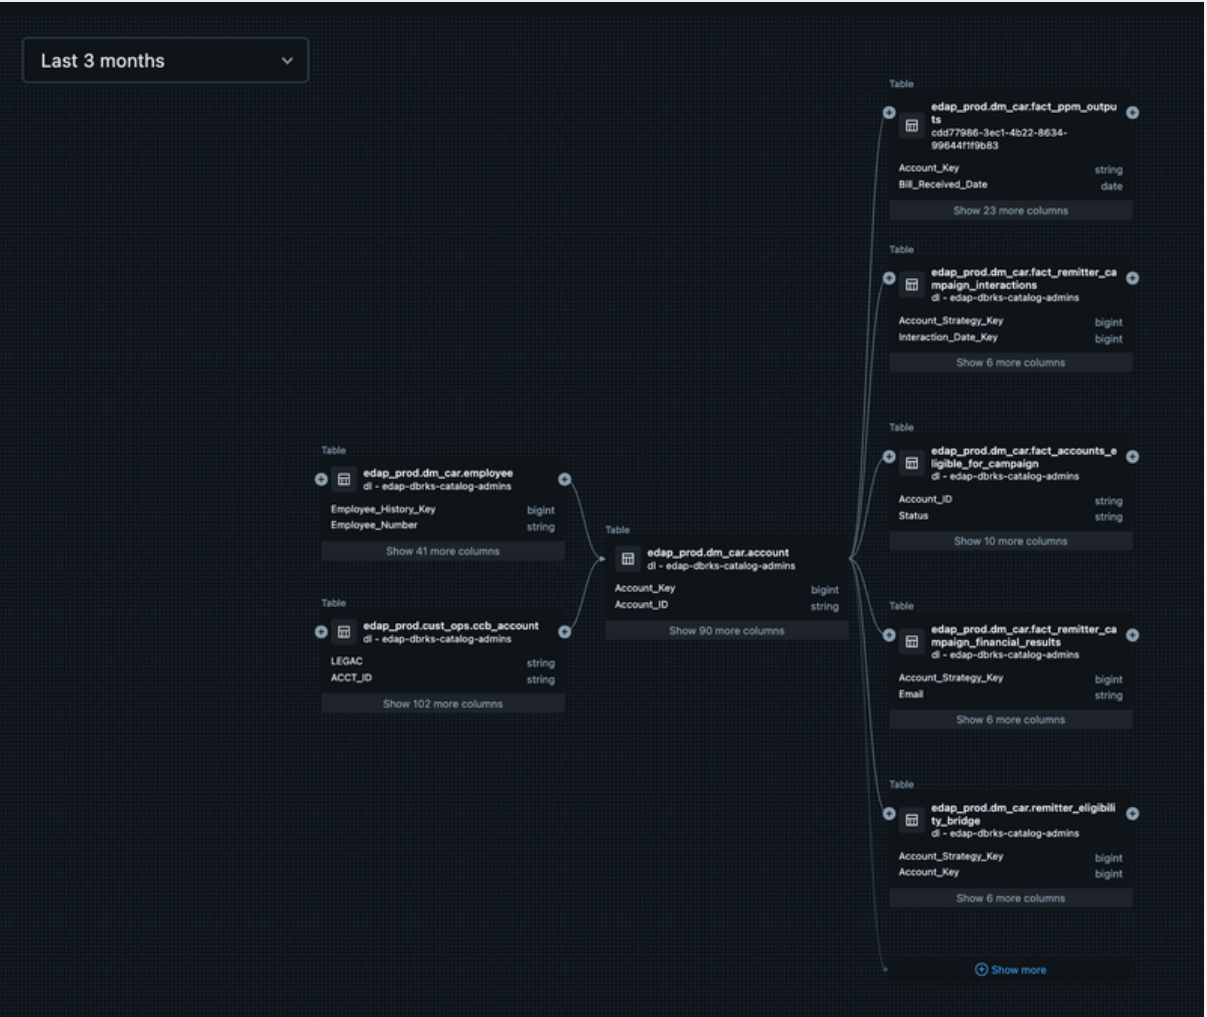 Last 3 months
Table
edap_prod.dm_car.employee
dl - edap-dbrks-catalog-admins
Employee_History_Key bigint
Employee_Number string
Show 41 more columns
Table
edap_prod.cust_ops.ccb_account
dl - edap-dbrks-catalog-admins
LEGAC string
ACCT_ID string
Show 102 more columns
Table
edap_prod.dm_car.account
dl - edap-dbrks-catalog-admins
Account_Key bigint
Account_ID string
Show 90 more columns
Table
edap_prod.dm_car.fact_ppm_outpu
ts
cdd77986-3ec1-4b22-8634-
99644f1f9b83
Account_Key string
Bill_Received_Date date
Show 23 more columns
Table
edap_prod.dm_car.fact_remitter_ca
mpaign_interactions
dl - edap-dbrks-catalog-admins
Account_Strategy_Key bigint
Interaction_Date_Key bigint
Show 6 more columns
Table
edap_prod.dm_car.fact_accounts_e
ligible_for_campaign
dl - edap-dbrks-catalog-admins
Account_ID string
Status string
Show 10 more columns
Table
edap_prod.dm_car.fact_remitter_ca
mpaign_financial_results
dl - edap-dbrks-catalog-admins
Account_Strategy_Key bigint
Email string
Show 6 more columns
Table
edap_prod.dm_car.remitter_eligibili
ty_bridge
dl - edap-dbrks-catalog-admins
Account_Strategy_Key bigint
Account_Key bigint
Show 6 more columns
Show more